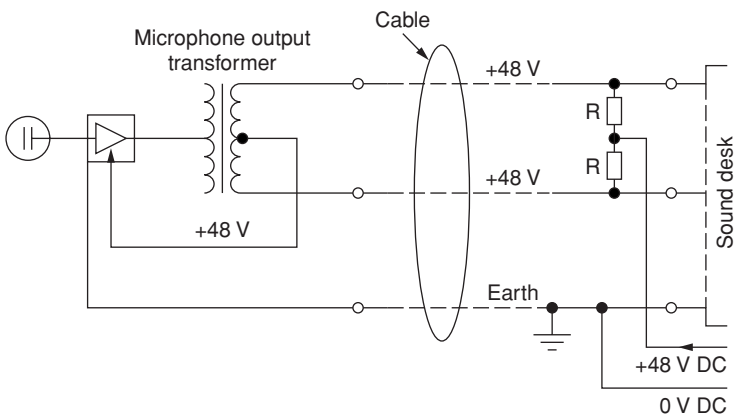 Cable
Microphone output
transformer
+48 V
R
R
+48 V
+48 V
Sound desk
Earth
+48 V DC
0 V DC